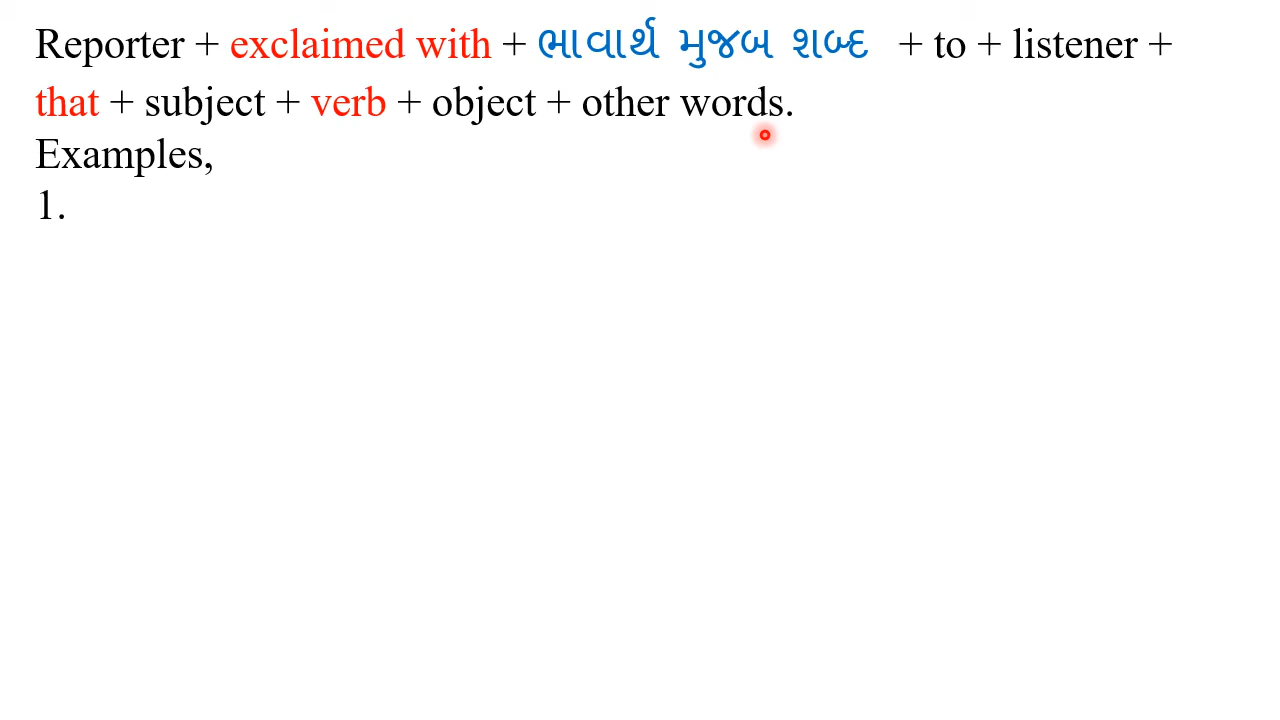 Reporter + exclaimed with + ભાવાર્થ મુજબ શબ્દ + to + listener +
that + subject + verb + object + other words.
Examples,
1.